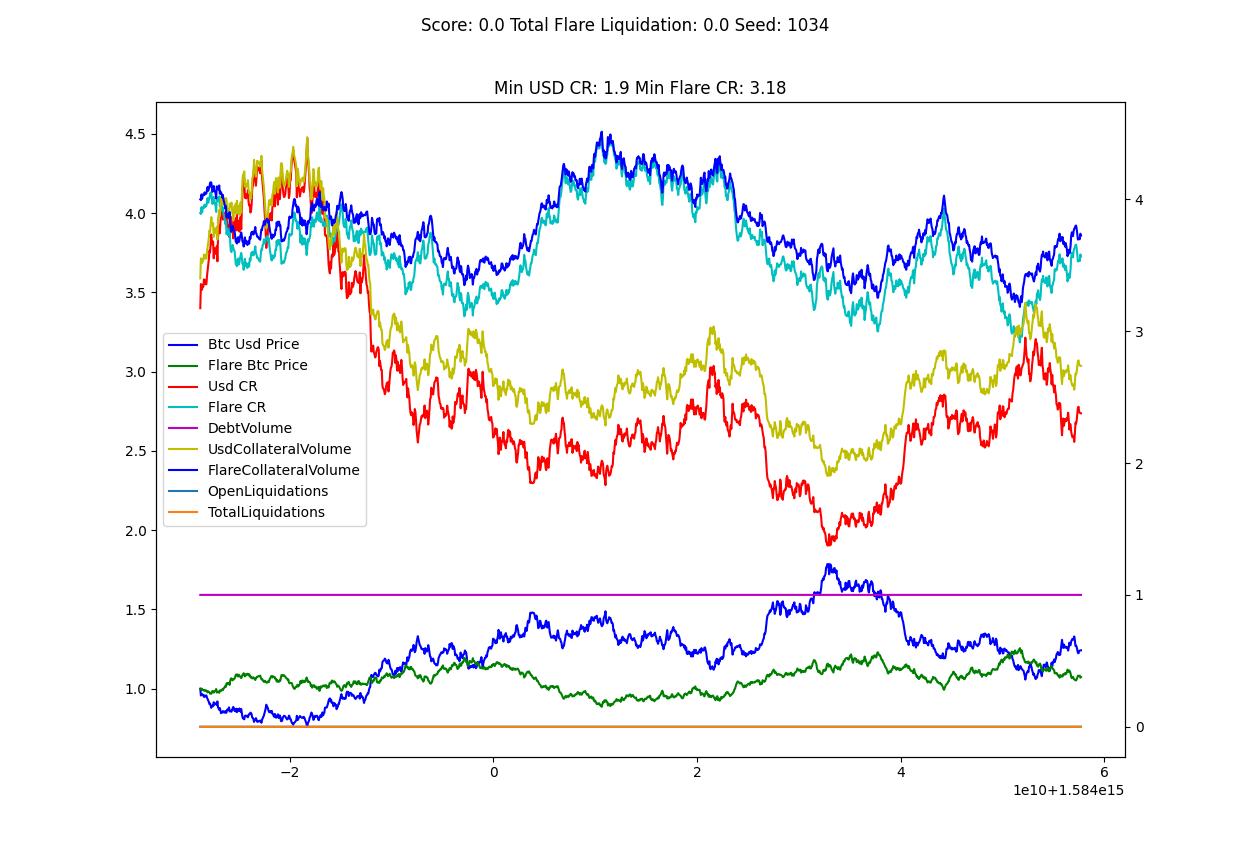 Score: 0.0 Total Flare Liquidation: 0.0 Seed: 1034
Min USD CR: 1.9 Min Flare CR: 3.18
4.5
4.0
3.5
3.0
2.5
2.0
1.5
1.0
Btc Usd Price
Flare Btc Price
Usd CR
Flare CR
DebtVolume
UsdCollateralVolume
FlareCollateralVolume
OpenLiquidations
TotalLiquidations
4
3
2
1
0
−2 0 2 4 6
1e10+1.584e15